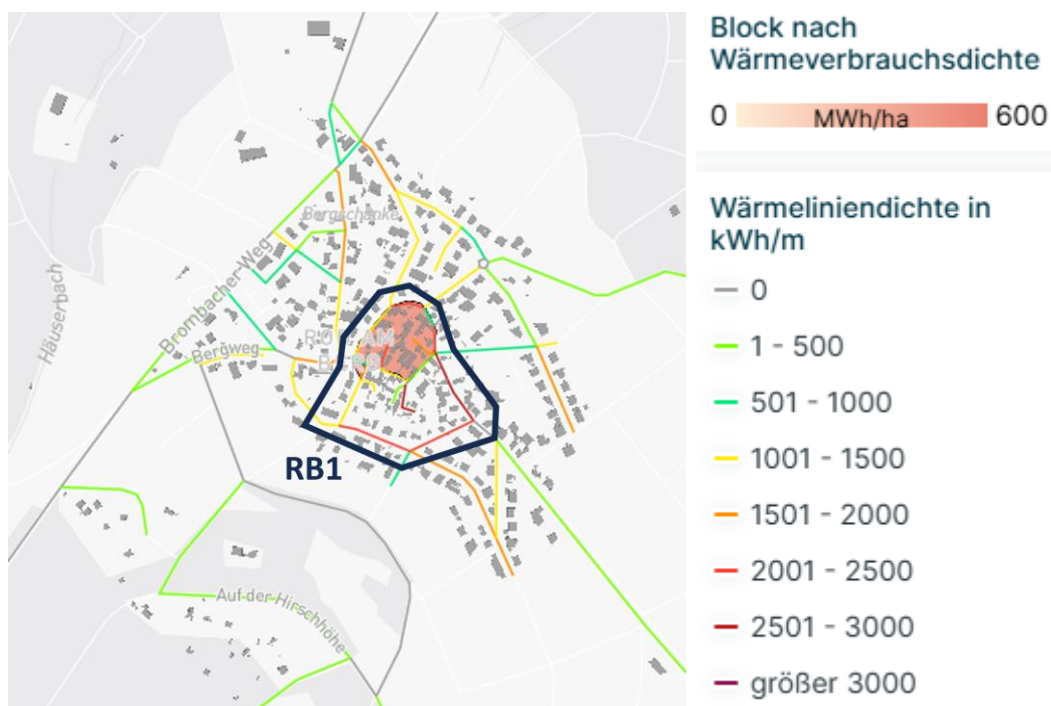 Block nach
Wärmeverbrauchsdichte
0 MWh/ha 600
Wärmeliniendichte in
kWh/m
0
1 - 500
501 - 1000
1001 - 1500
1501 - 2000
2001 - 2500
2501 - 3000
größer 3000
Bergschänke
Brombacher-Weg
Häuserbach
Bergweg
RB1
Auf der Hirschhöhe